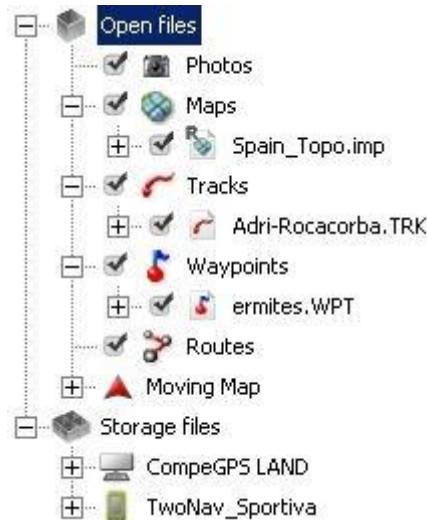 Open files
Photos
Maps
R
Spain_Topo.imp
Tracks
Adri-Rocacorba.TRK
Waypoints
ermites.WPT
Routes
Moving Map
Storage files
CompeGPS LAND
TwoNav_Sportiva